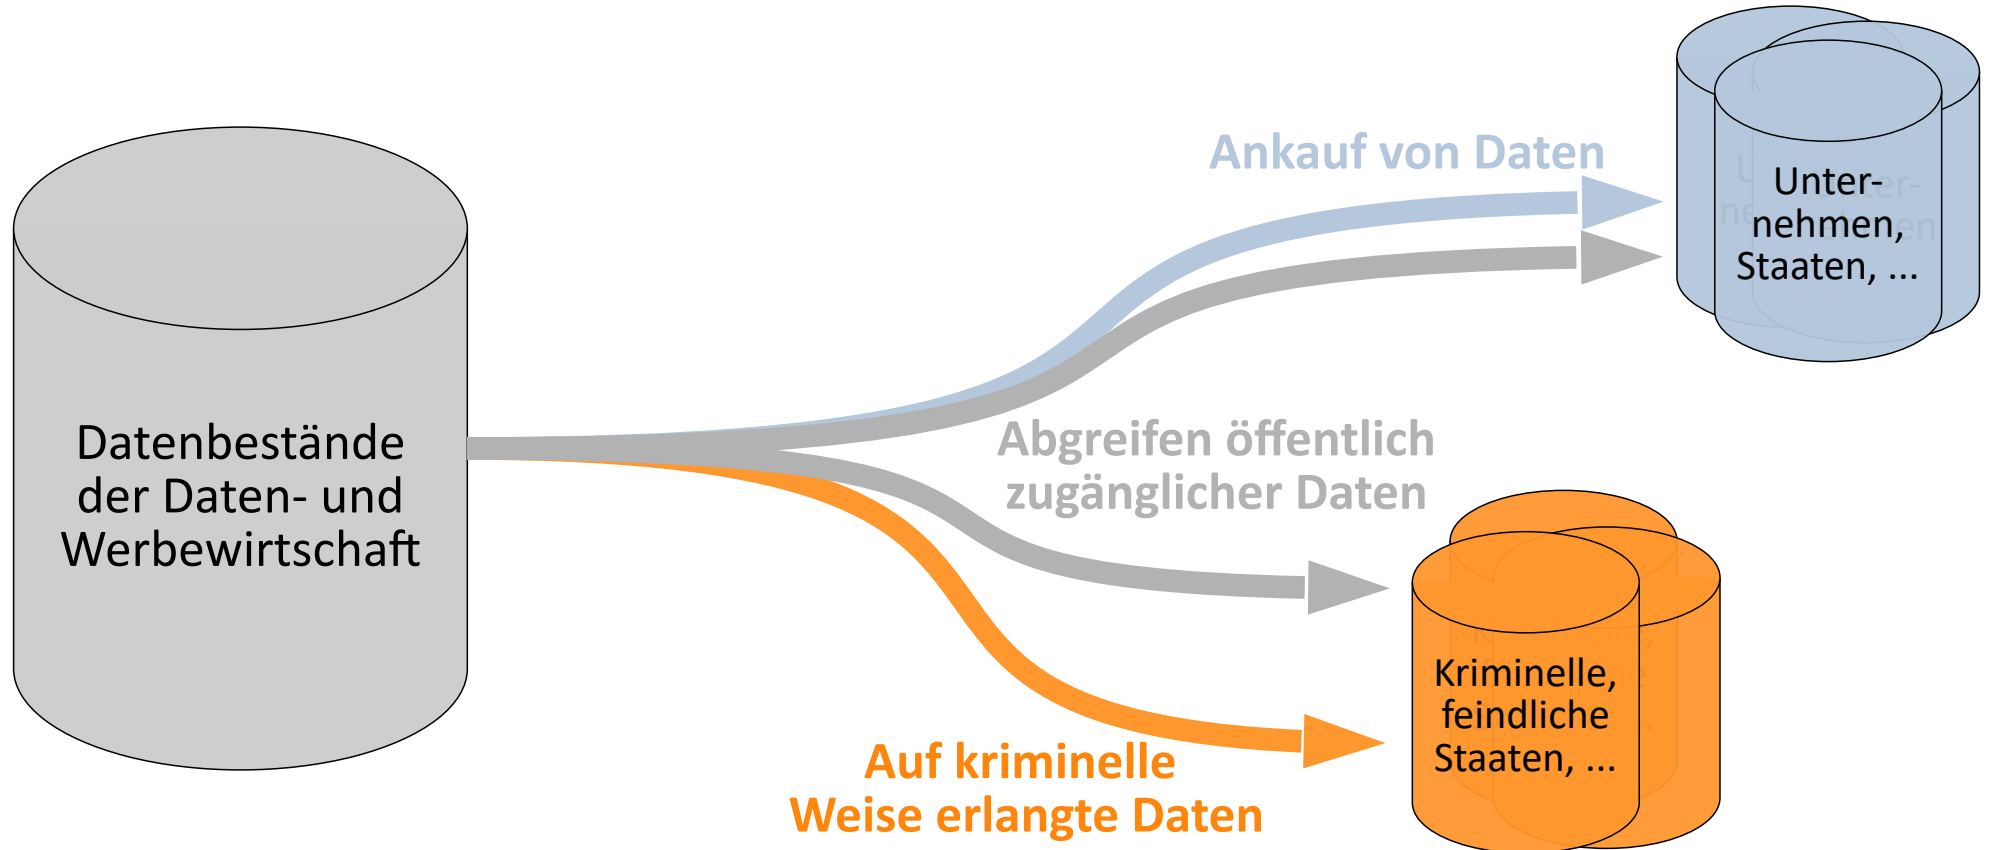 Ankauf von Daten
Unter-
nehmen,
Staaten, ...
Datenbestände
der Daten- und
Werbewirtschaft
Abgreifen öffentlich
zugänglicher Daten
Kriminelle,
feindliche
Staaten, ...
Auf kriminelle
Weise erlangte Daten